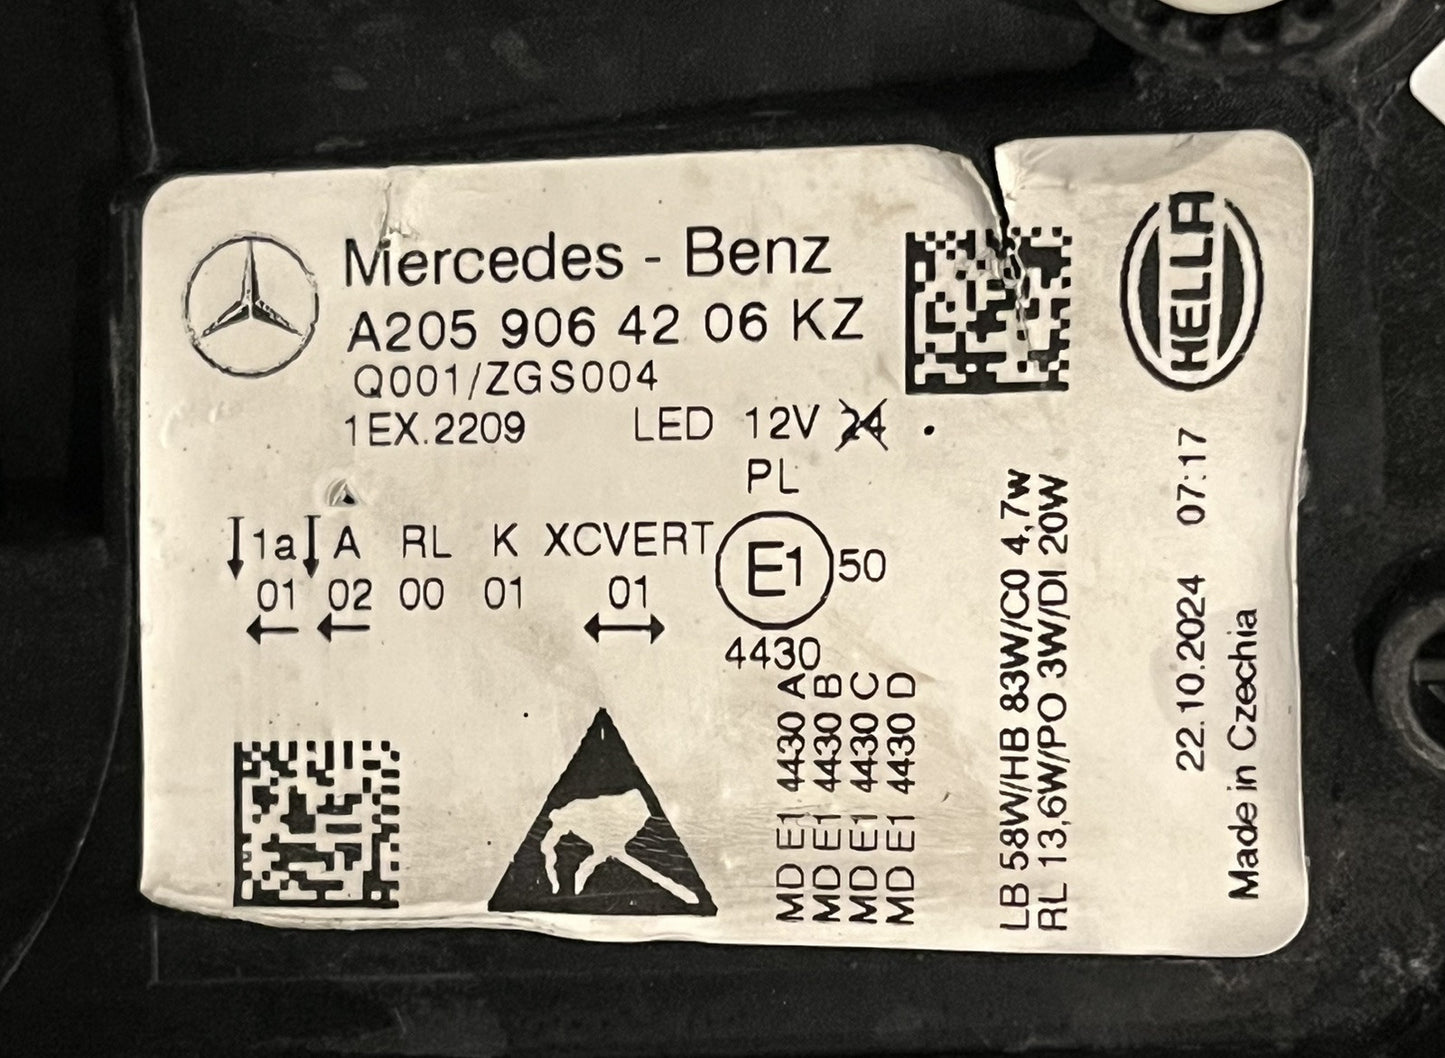 Mercedes - Benz
A205 906 42 06 KZ
Q001/ZGS004
1EX.2209 LED 12V 24
PL
1a A RL K XCVERT
01 02 00 01 01
E1 50
4430
MD E1 4430 A
MD E1 4430 B
MD E1 4430 C
MD E1 4430 D
LB 58W/HB 83W/C0 4,7w
RL 13,6W/PO 3W/DI 20W
HELLA
22.10.2024 07:17
Made in Czechia